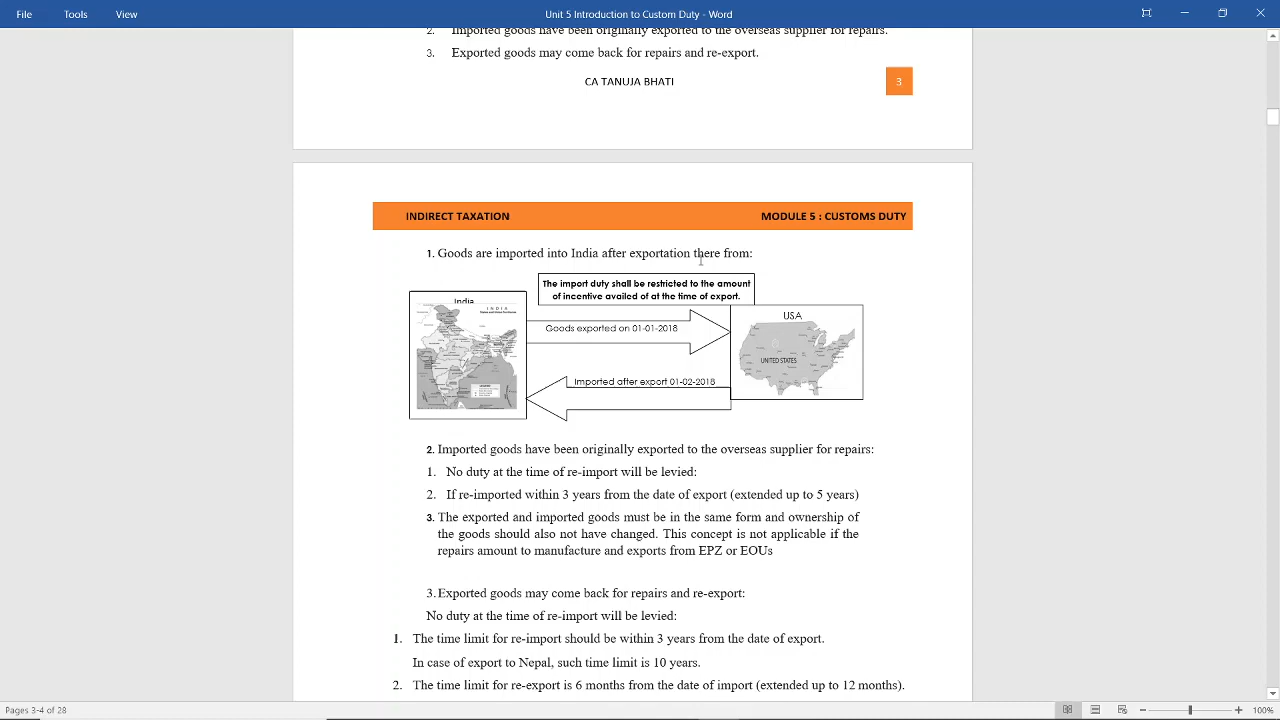 File Tools View Unit 5 Introduction to Custom Duty - Word
2. Imported goods have been originally exported to the overseas supplier for repairs.
3. Exported goods may come back for repairs and re-export.
CA TANUJA BHATI 3
INDIRECT TAXATION MODULE 5 : CUSTOMS DUTY
1. Goods are imported into India after exportation there from:
The import duty shall be restricted to the amount
of incentive availed of at the time of export.
India
INDIA
USA
Goods exported on 01-01-2018
UNITED STATES
Imported after export 01-02-2018
2. Imported goods have been originally exported to the overseas supplier for repairs:
1. No duty at the time of re-import will be levied:
2. If re-imported within 3 years from the date of export (extended up to 5 years)
3. The exported and imported goods must be in the same form and ownership of
the goods should also not have changed. This concept is not applicable if the
repairs amount to manufacture and exports from EPZ or EOUs
3. Exported goods may come back for repairs and re-export:
No duty at the time of re-import will be levied:
1. The time limit for re-import should be within 3 years from the date of export.
In case of export to Nepal, such time limit is 10 years.
2. The time limit for re-export is 6 months from the date of import (extended up to 12 months).
Pages 3-4 of 28 100%